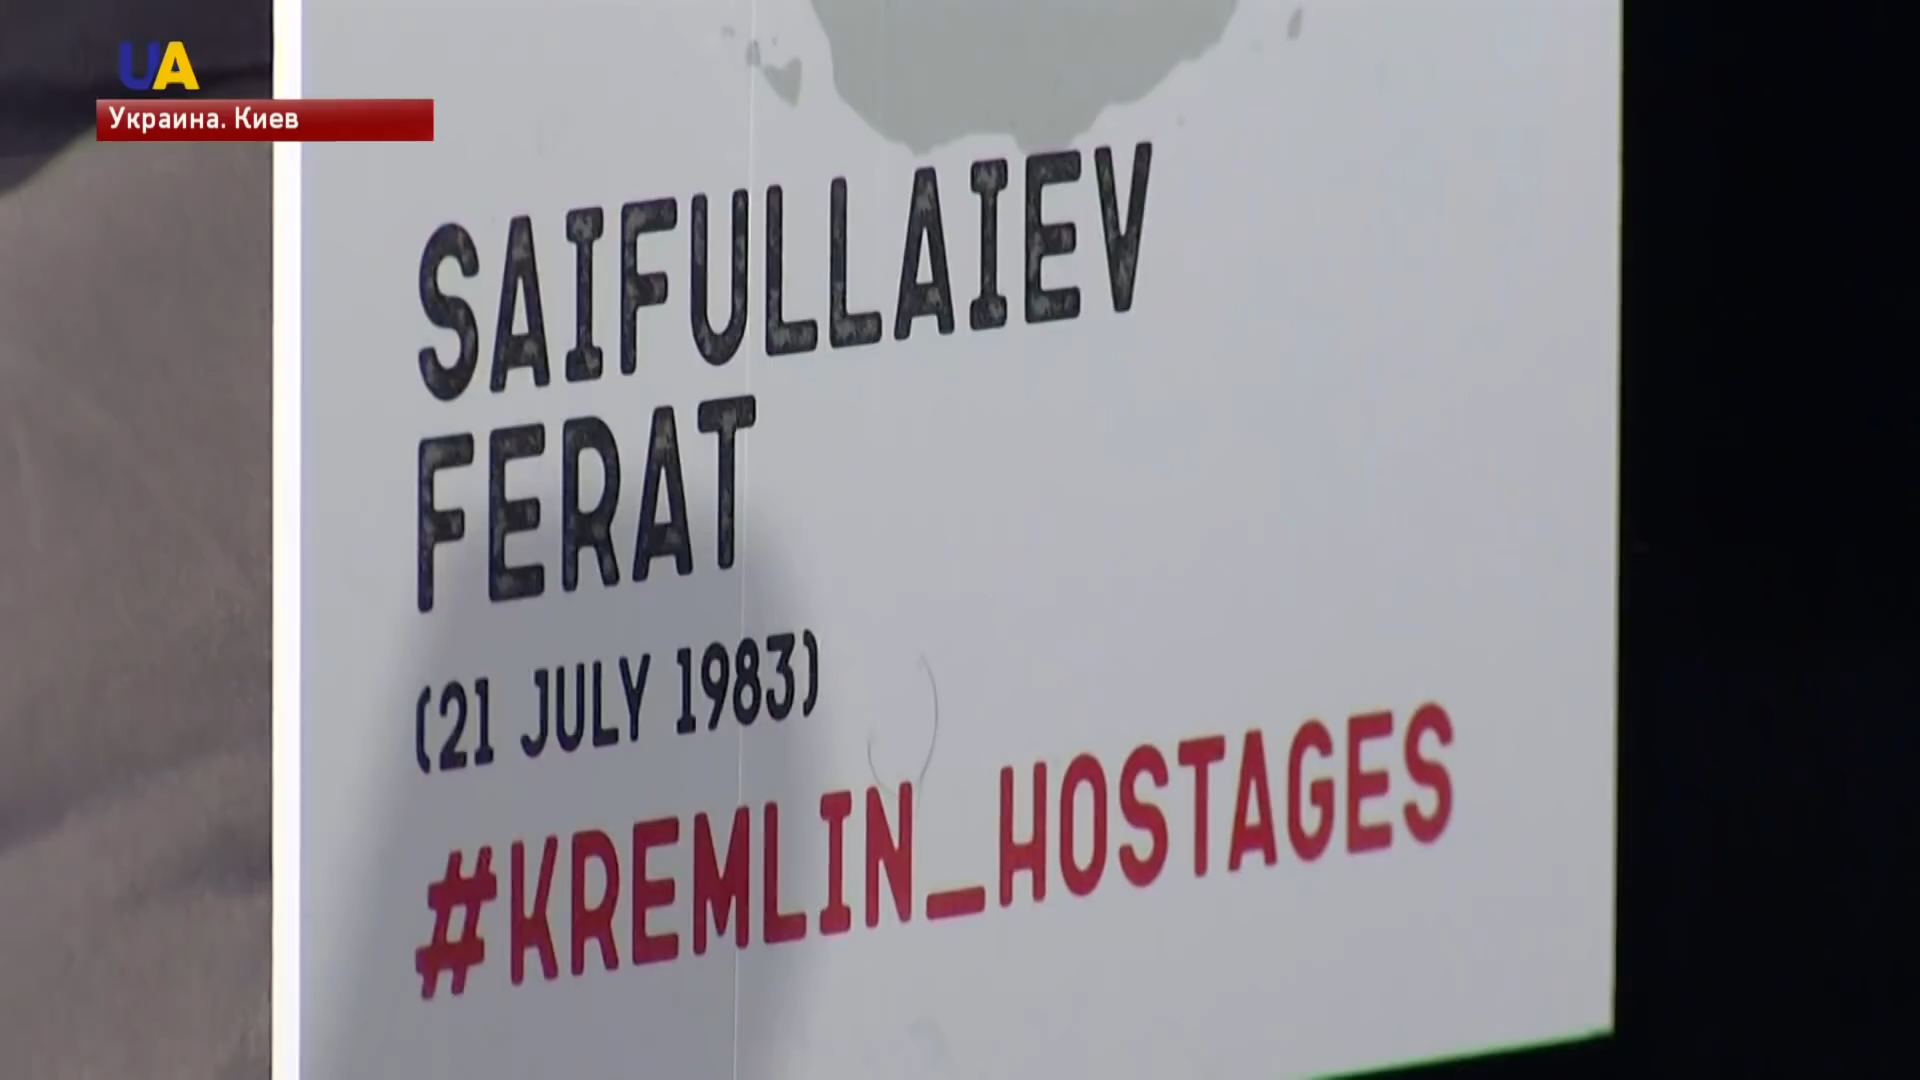 UA
Украина. Киев
SAIFULLAIEV
FERAT
(21 JULY 1983)
#KREMLIN_HOSTAGES